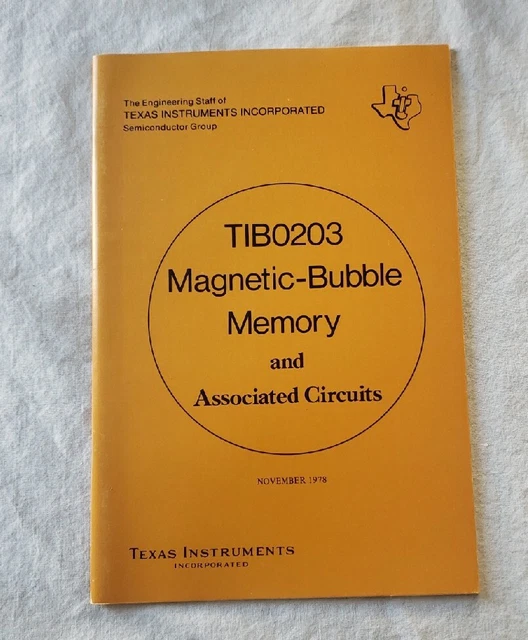 The Engineering Staff of
TEXAS INSTRUMENTS INCORPORATED
Semiconductor Group
TIB0203
Magnetic-Bubble
Memory
and
Associated Circuits
NOVEMBER 1978
TEXAS INSTRUMENTS
INCORPORATED